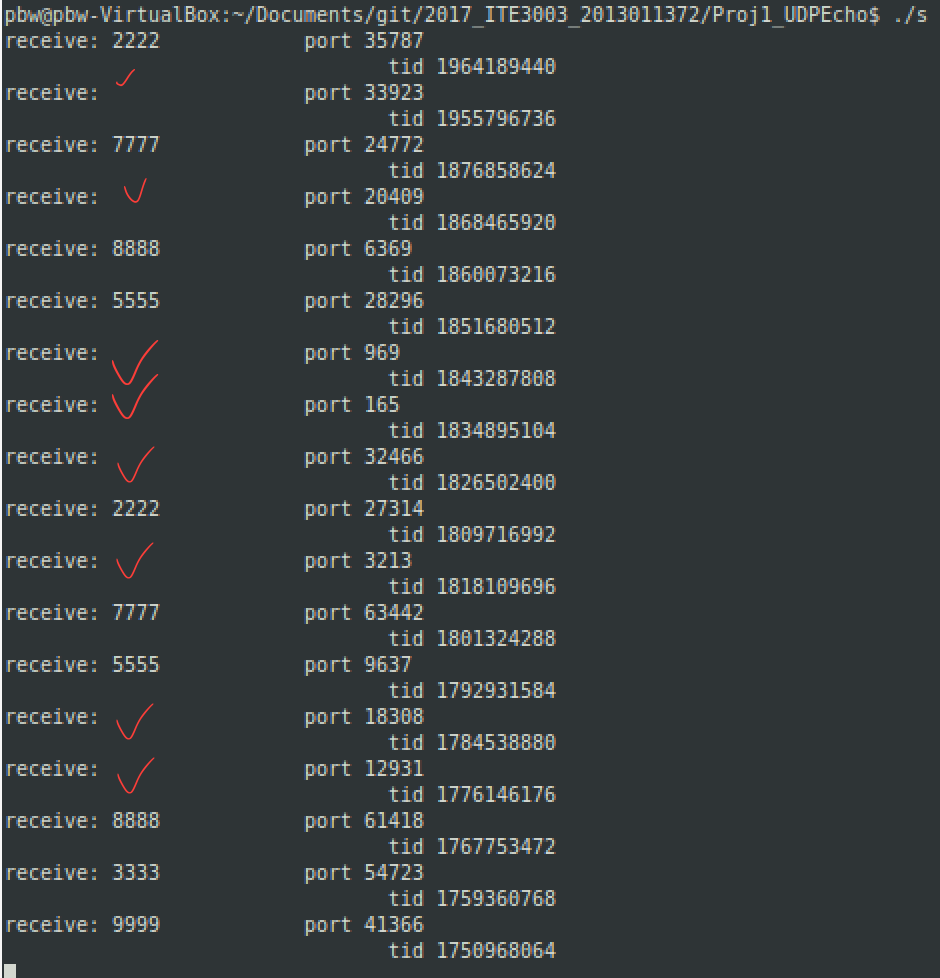 pbw@pbw-VirtualBox:~/Documents/git/2017_ITE3003_2013011372/Proj1_UDPEcho$ ./s
receive: 2222 port 35787
tid 1964189440
receive: port 33923
tid 1955796736
receive: 7777 port 24772
tid 1876858624
receive: port 20409
tid 1868465920
receive: 8888 port 6369
tid 1860073216
receive: 5555 port 28296
tid 1851680512
receive: port 969
tid 1843287808
receive: port 165
tid 1834895104
receive: port 32466
tid 1826502400
receive: 2222 port 27314
tid 1809716992
receive: port 3213
tid 1818109696
receive: 7777 port 63442
tid 1801324288
receive: 5555 port 9637
tid 1792931584
receive: port 18308
tid 1784538880
receive: port 12931
tid 1776146176
receive: 8888 port 61418
tid 1767753472
receive: 3333 port 54723
tid 1759360768
receive: 9999 port 41366
tid 1750968064